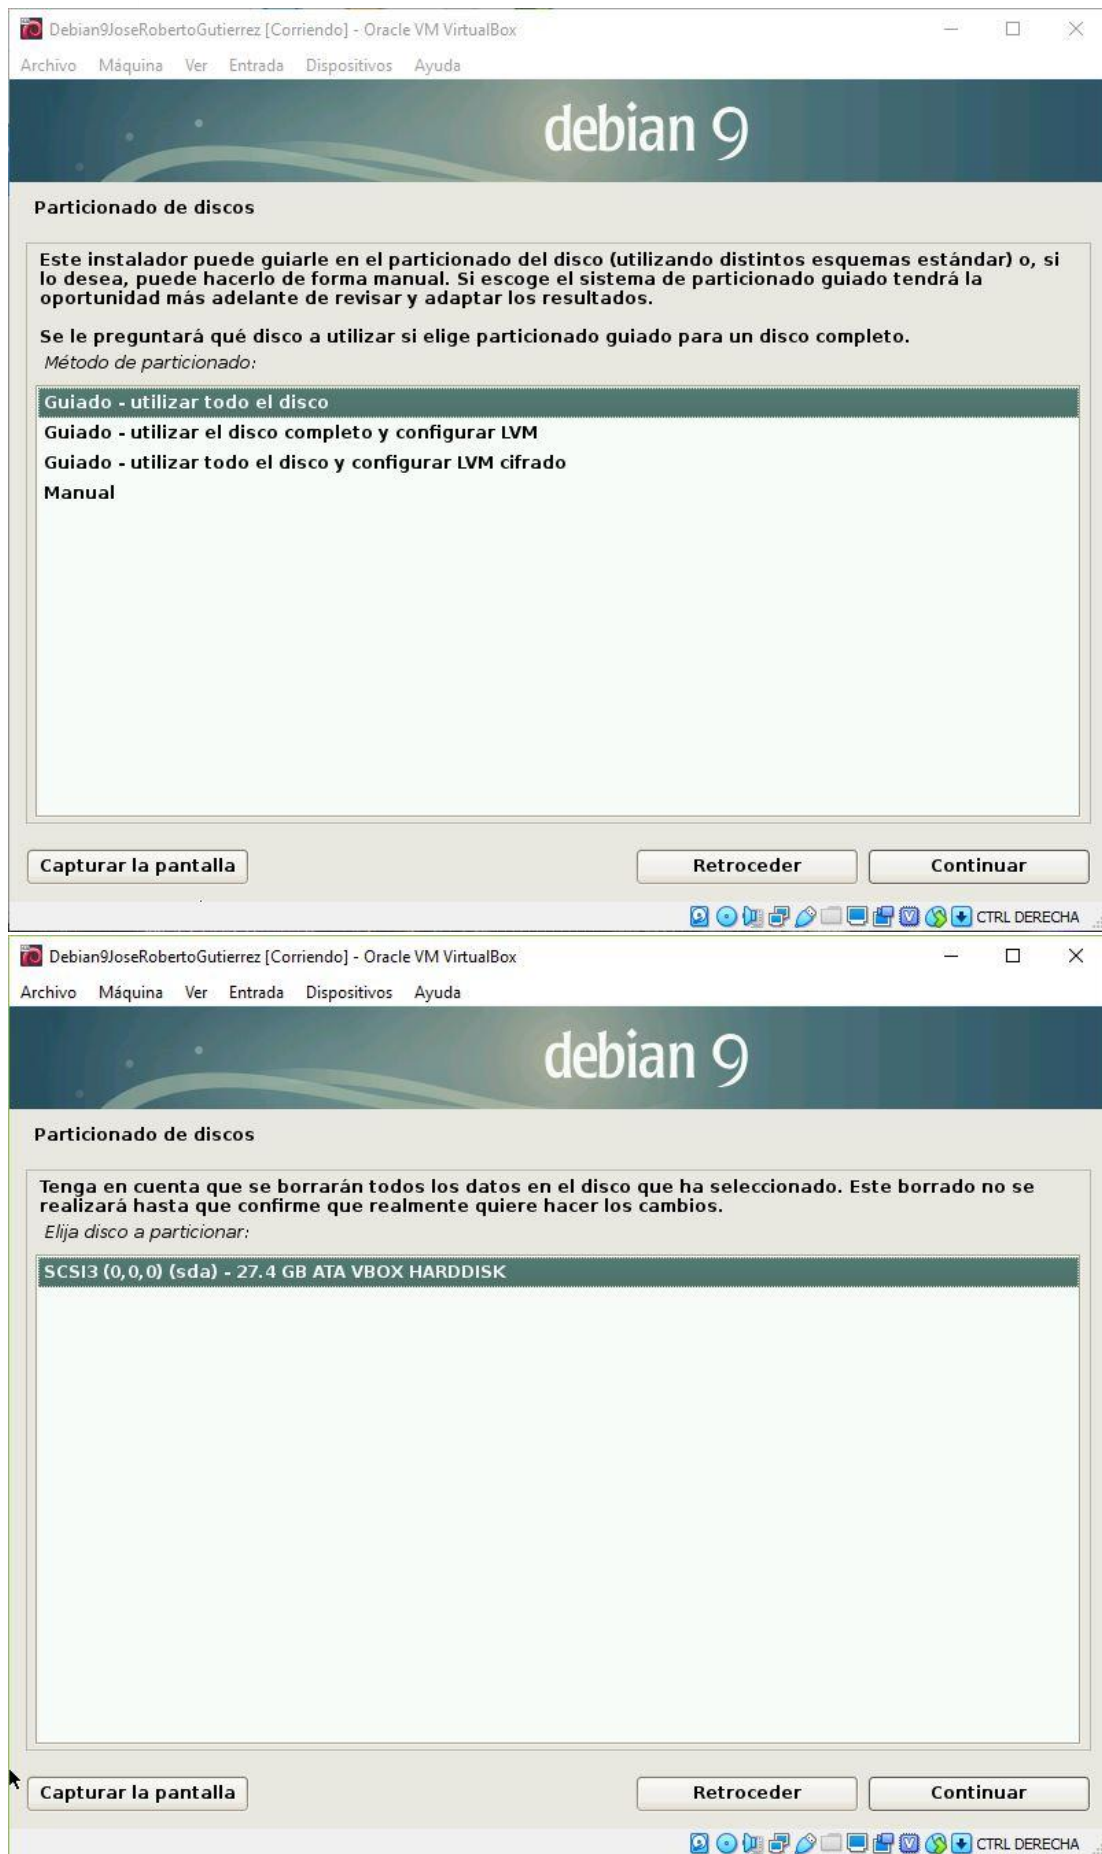 Debian9JoseRobertoGutierrez [Corriendo] - Oracle VM VirtualBox
Archivo Máquina Ver Entrada Dispositivos Ayuda
debian 9
Particionado de discos
Este instalador puede guiarle en el particionado del disco (utilizando distintos esquemas estándar) o, si
lo desea, puede hacerlo de forma manual. Si escoge el sistema de particionado guiado tendrá la
oportunidad más adelante de revisar y adaptar los resultados.
Se le preguntará qué disco a utilizar si elige particionado guiado para un disco completo.
Método de particionado:
Guiado - utilizar todo el disco
Guiado - utilizar el disco completo y configurar LVM
Guiado - utilizar todo el disco y configurar LVM cifrado
Manual
Capturar la pantalla Retroceder Continuar
CTRL DERECHA
Debian9JoseRobertoGutierrez [Corriendo] - Oracle VM VirtualBox
Archivo Máquina Ver Entrada Dispositivos Ayuda
debian 9
Particionado de discos
Tenga en cuenta que se borrarán todos los datos en el disco que ha seleccionado. Este borrado no se
realizará hasta que confirme que realmente quiere hacer los cambios.
Elija disco a particionar:
SCSI3 (0,0,0) (sda) - 27.4 GB ATA VBOX HARDDISK
Capturar la pantalla Retroceder Continuar
CTRL DERECHA